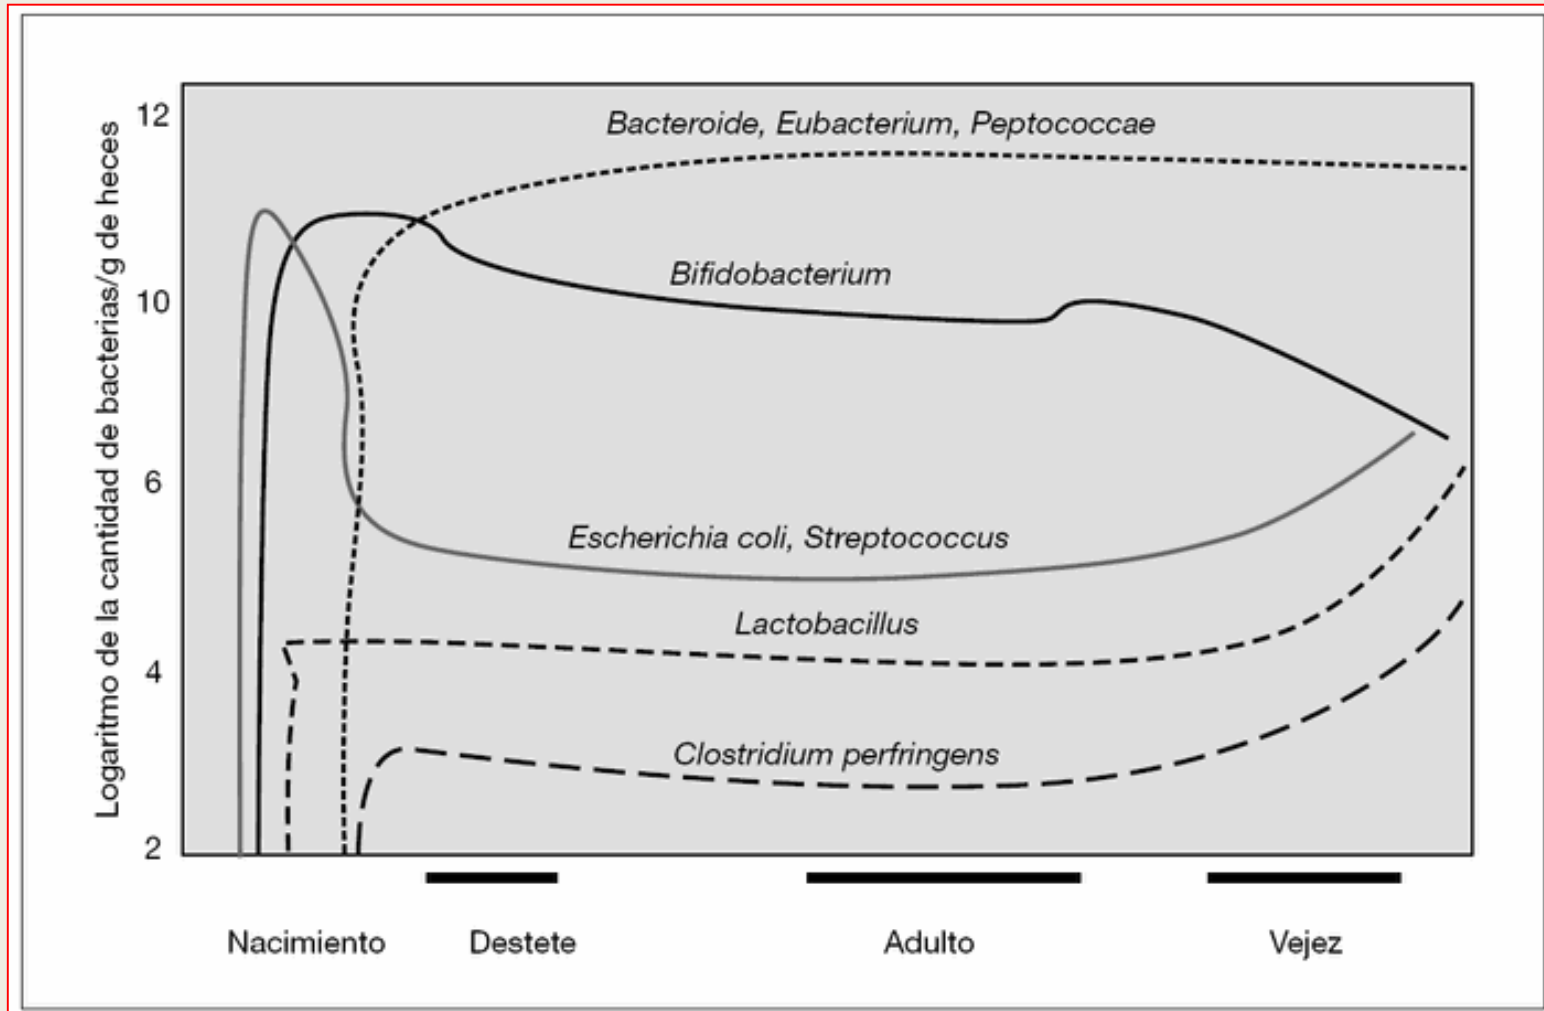 Logaritmo de la cantidad de bacterias/g de heces
12
10
6
4
2
Bacteroide, Eubacterium, Peptococcae
Bifidobacterium
Escherichia coli, Streptococcus
Lactobacillus
Clostridium perfringens
Nacimiento
Destete
Adulto
Vejez